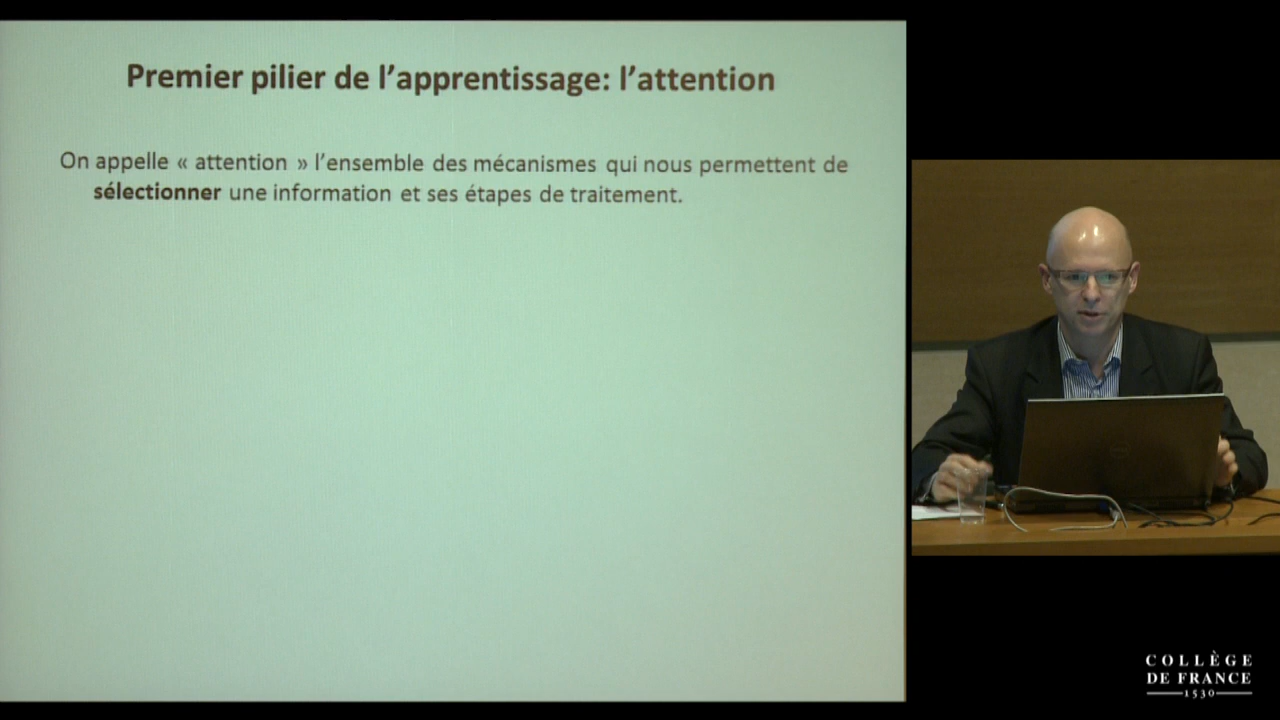 Premier pilier de l’apprentissage: l’attention
On appelle « attention » l’ensemble des mécanismes qui nous permettent de
sélectionner une information et ses étapes de traitement.
COLLÈGE
DE FRANCE
1530